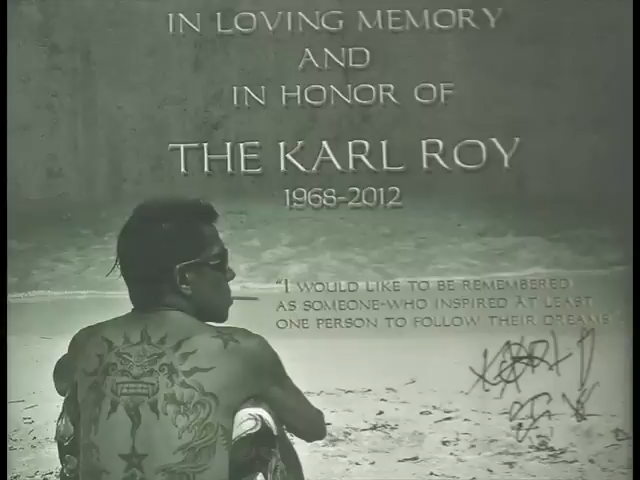 IN LOVING MEMORY
AND
IN HONOR OF
THE KARL ROY
1968-2012
"I WOULD LIKE TO BE REMEMBERED
AS SOMEONE-WHO INSPIRED AT LEAST
ONE PERSON TO FOLLOW THEIR DREAMS
KARL